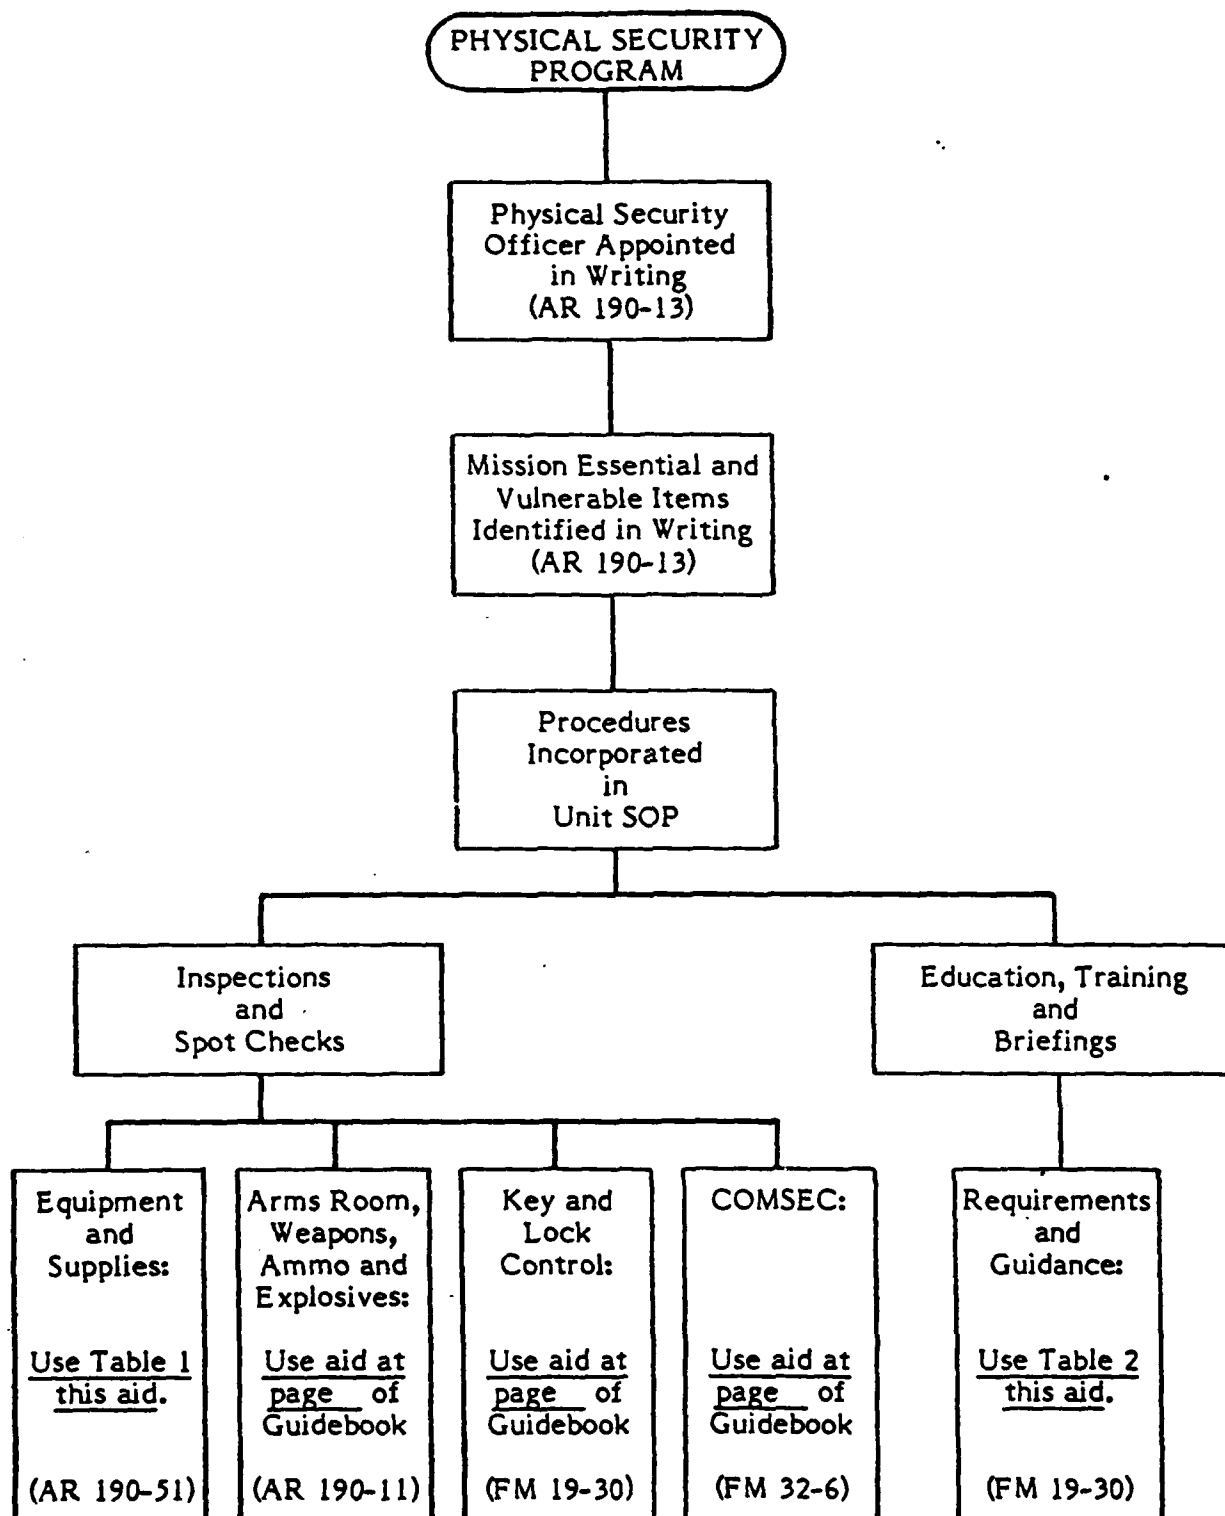 PHYSICAL SECURITY
PROGRAM
Physical Security
Officer Appointed
in Writing
(AR 190-13)
Mission Essential and
Vulnerable Items
Identified in Writing
(AR 190-13)
Procedures
Incorporated
in
Unit SOP
Inspections
and
Spot Checks
Education, Training
and
Briefings
Equipment
and
Supplies:
Use Table 1
this aid.
(AR 190-51)
Arms Room,
Weapons,
Ammo and
Explosives:
Use aid at
page __ of
Guidebook
(AR 190-11)
Key and
Lock
Control:
Use aid at
page __ of
Guidebook
(FM 19-30)
COMSEC:
Use aid at
page __ of
Guidebook
(FM 32-6)
Requirements
and
Guidance:
Use Table 2
this aid.
(FM 19-30)